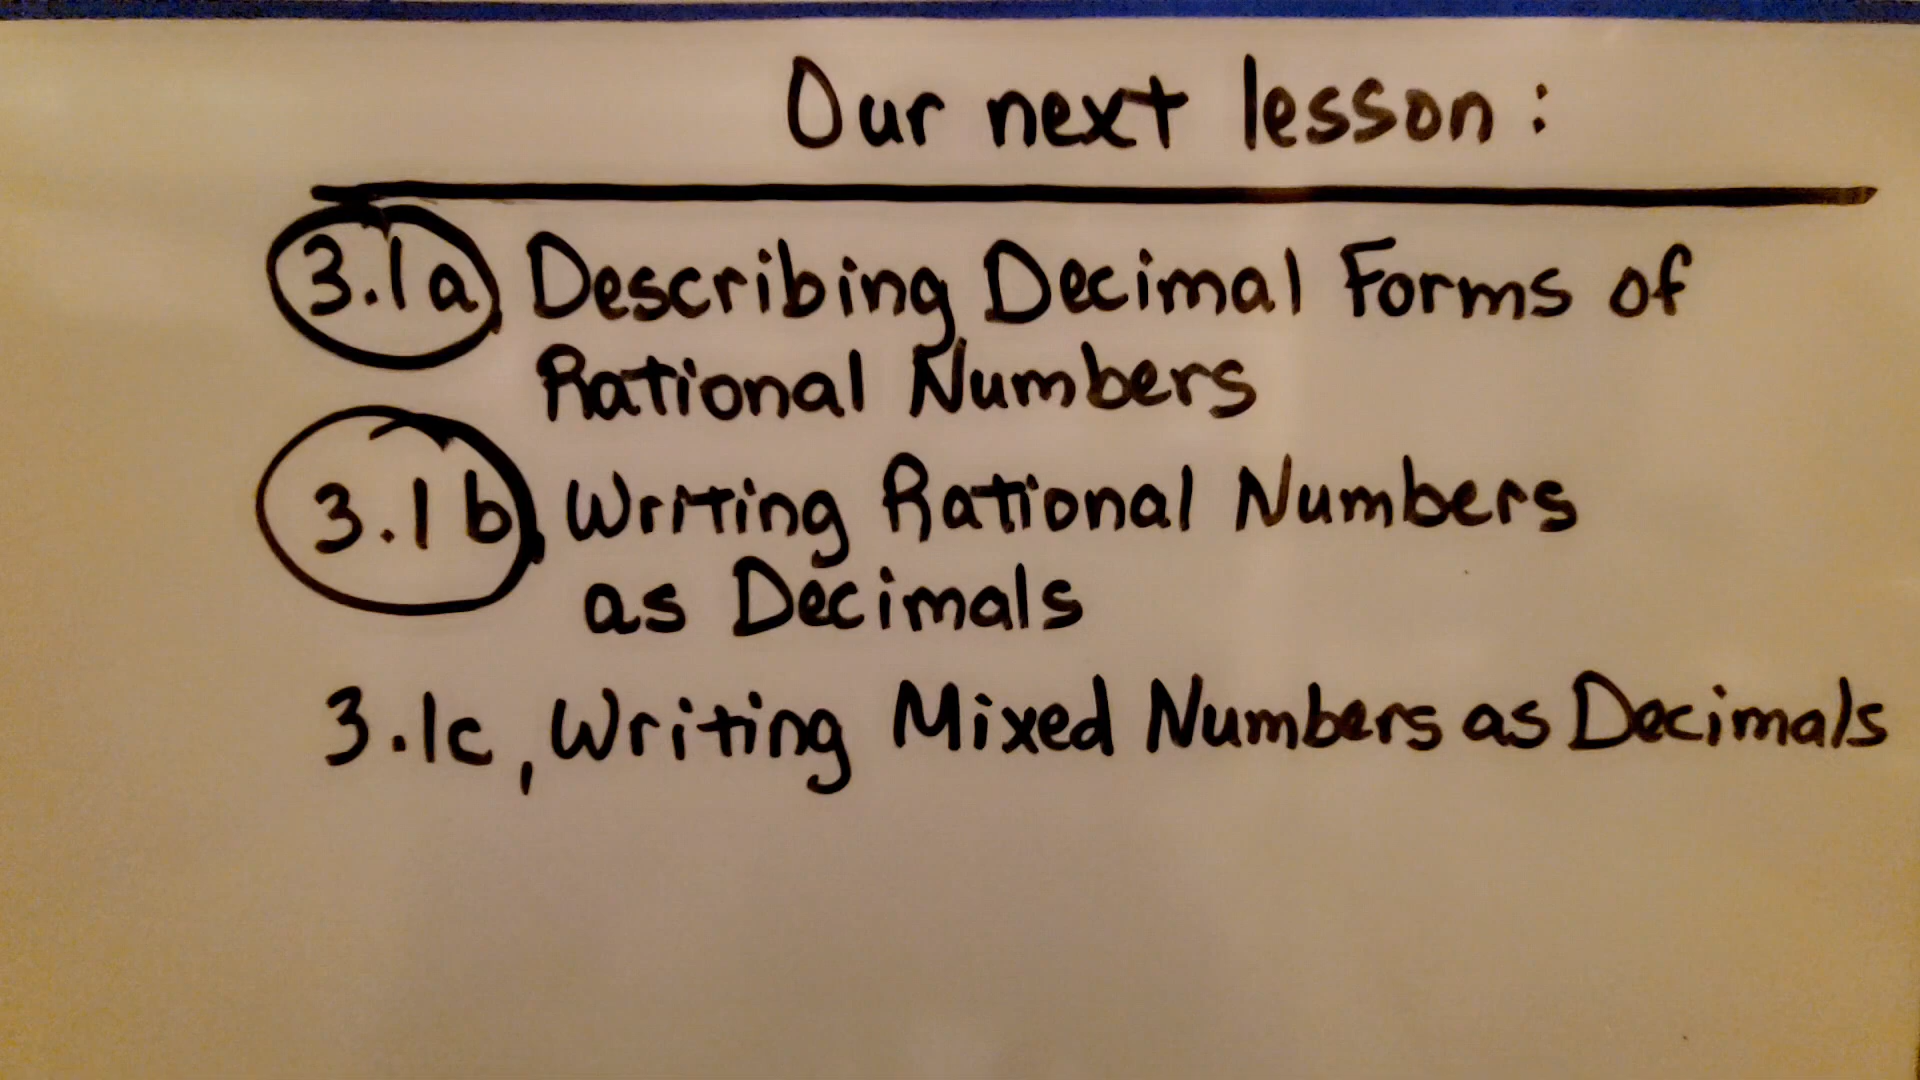 Our next lesson:
3.1a, Describing Decimal Forms of
Rational Numbers
3.1b, Writing Rational Numbers
as Decimals
3.1c, Writing Mixed Numbers as Decimals